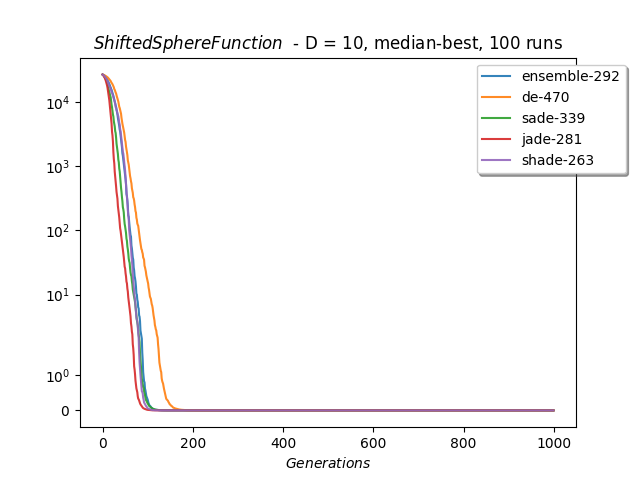 ShiftedSphereFunction - D = 10, median-best, 100 runs
ensemble-292
de-470
sade-339
jade-281
shade-263
10^4
10^3
10^2
10^1
10^0
0
0 200 400 600 800 1000
Generations